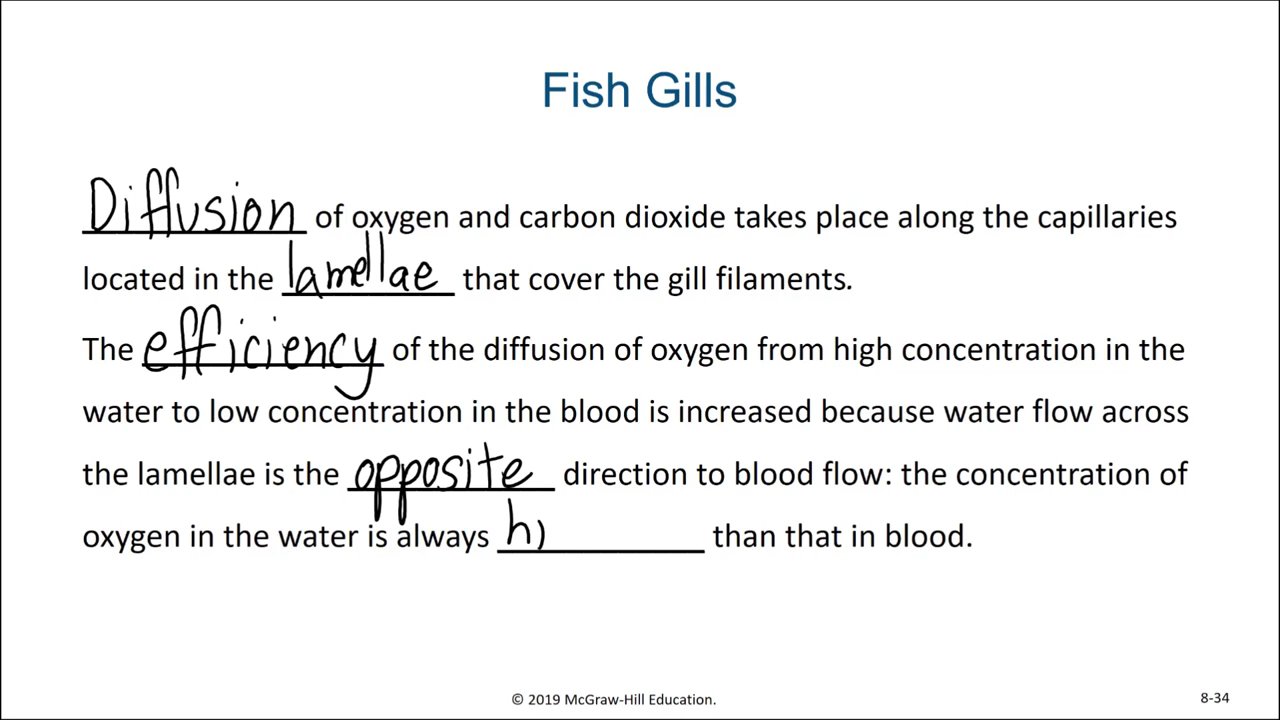 Fish Gills
Diffusion of oxygen and carbon dioxide takes place along the capillaries
located in the lamellae that cover the gill filaments.
The efficiency of the diffusion of oxygen from high concentration in the
water to low concentration in the blood is increased because water flow across
the lamellae is the opposite direction to blood flow: the concentration of
oxygen in the water is always h) than that in blood.
© 2019 McGraw-Hill Education.
8-34